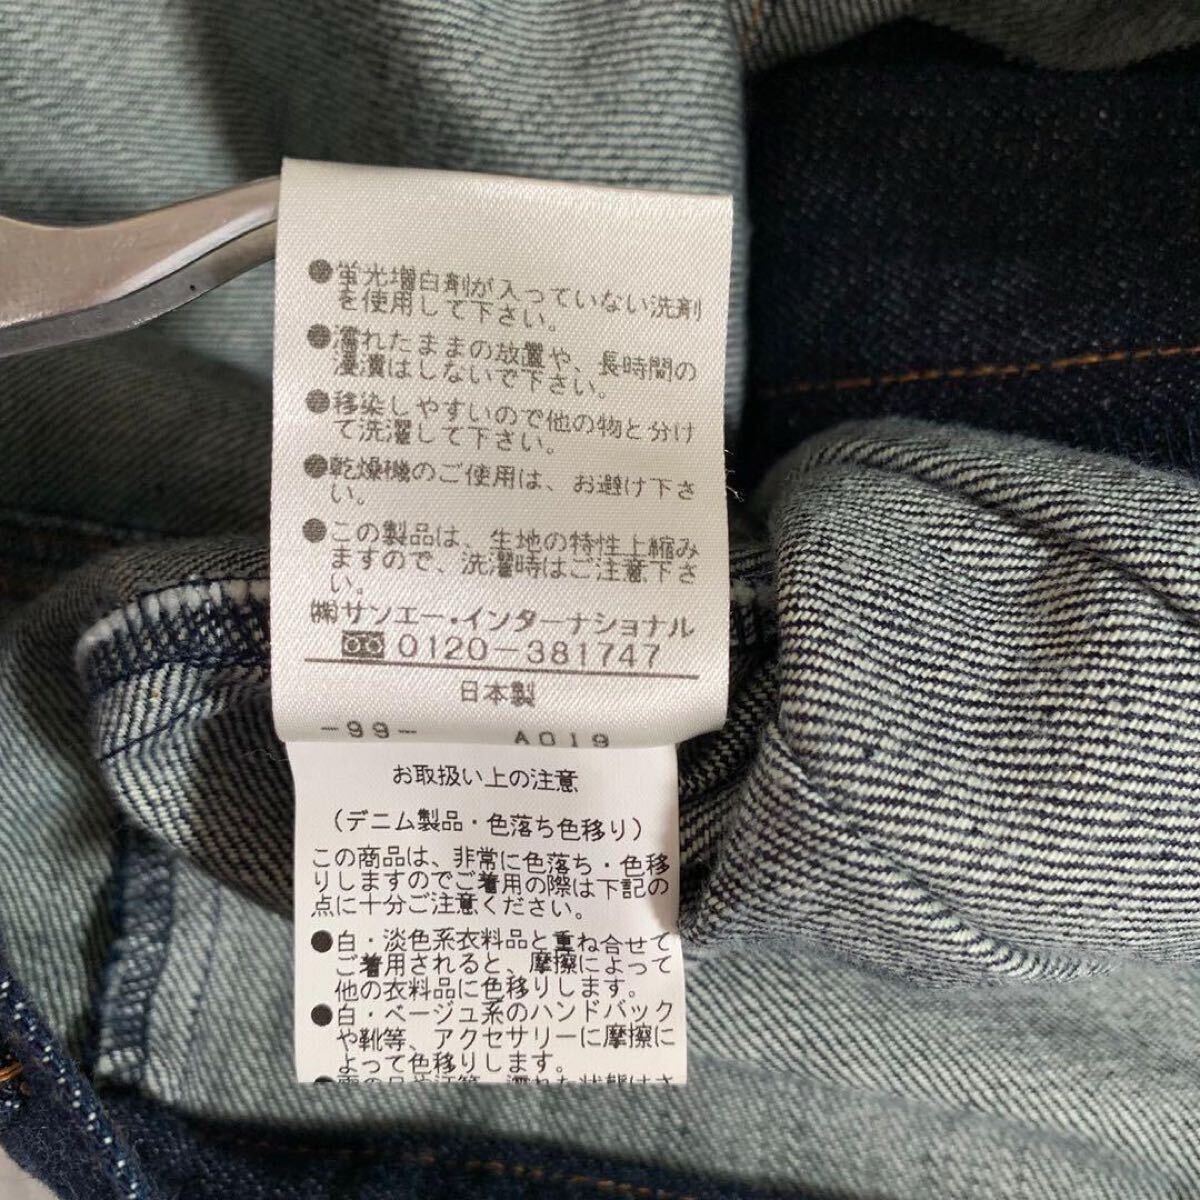 ●蛍光増白剤が入っていない洗剤
を使用して下さい。
●濡れたままの放置や、長時間の
浸漬はしないで下さい。
●移染しやすいので他の物と分け
て洗濯して下さい。
●乾燥機のご使用は、お避け下さ
い。
●この製品は、生地の特性上縮み
ますので、洗濯時はご注意下さ
い。
㈱サンエー・インターナショナル
0120-381747
日本製
-99- A019
お取扱い上の注意
(デニム製品・色落ち色移り)
この商品は、非常に色落ち・色移
りしますのでご着用の際は下記の
点に十分ご注意ください。
●白・淡色系衣料品と重ね合せて
ご着用されると、摩擦によって
他の衣料品に色移りします。
●白・ベージュ系のハンドバック
や靴等、アクセサリーに摩擦に
よって色移りします。